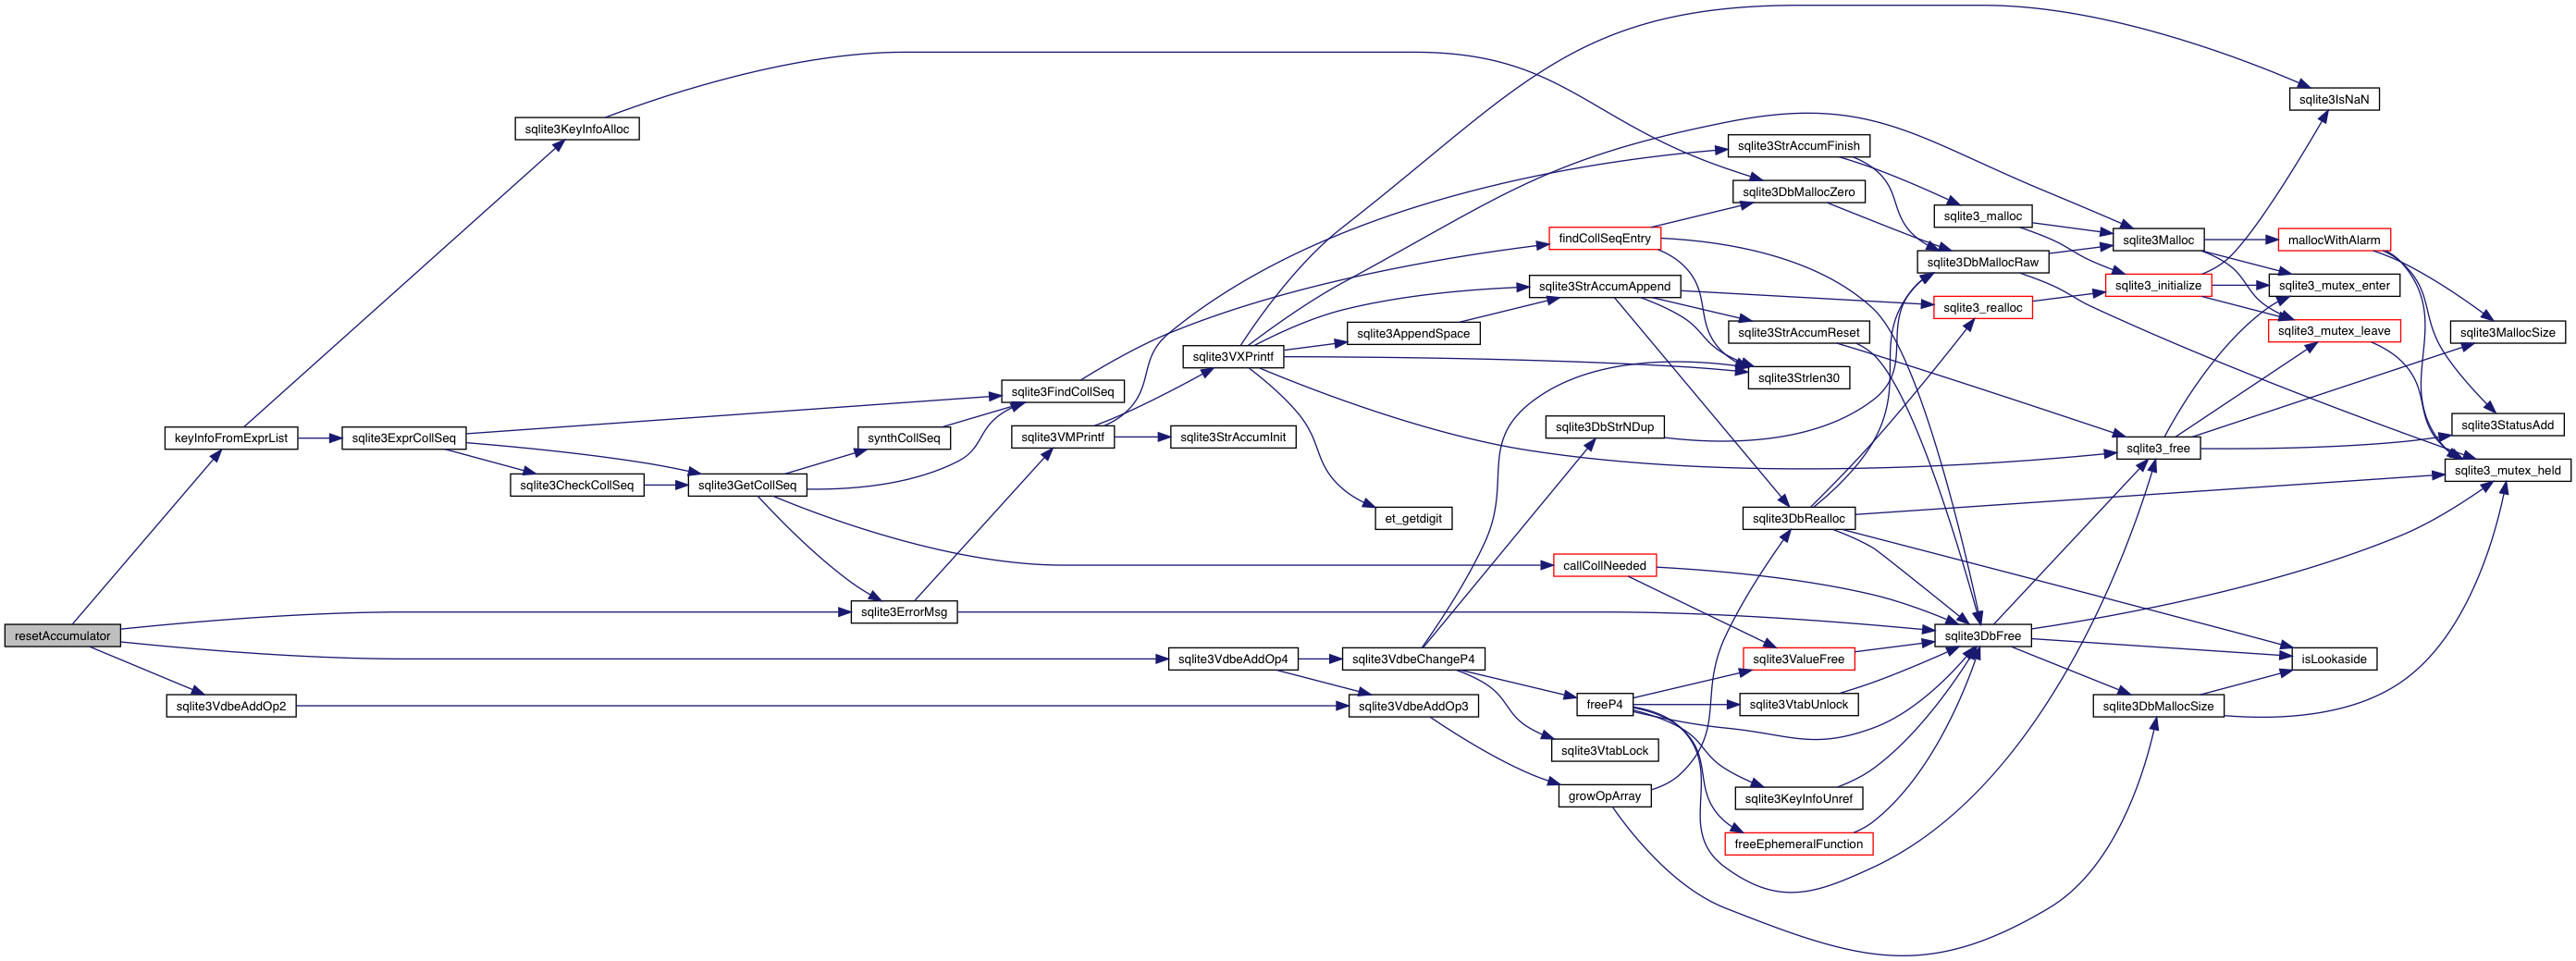 resetAccumulator
keyInfoFromExprList
sqlite3VdbeAddOp2
sqlite3ExprCollSeq
sqlite3KeyInfoAlloc
sqlite3CheckCollSeq
sqlite3GetCollSeq
synthCollSeq
sqlite3ErrorMsg
sqlite3FindCollSeq
sqlite3VMPrintf
sqlite3VXPrintf
sqlite3StrAccumInit
sqlite3VdbeAddOp4
sqlite3VdbeChangeP4
sqlite3VdbeAddOp3
et_getdigit
sqlite3AppendSpace
findCollSeqEntry
sqlite3StrAccumAppend
sqlite3DbStrNDup
callCollNeeded
freeP4
sqlite3VtabLock
growOpArray
sqlite3StrAccumFinish
sqlite3DbMallocZero
sqlite3StrAccumReset
sqlite3Strlen30
sqlite3DbRealloc
sqlite3ValueFree
sqlite3VtabUnlock
sqlite3KeyInfoUnref
freeEphemeralFunction
sqlite3_malloc
sqlite3DbMallocRaw
sqlite3_realloc
sqlite3DbFree
sqlite3Malloc
sqlite3_initialize
sqlite3_free
sqlite3DbMallocSize
sqlite3IsNaN
mallocWithAlarm
sqlite3_mutex_enter
sqlite3_mutex_leave
isLookaside
sqlite3MallocSize
sqlite3StatusAdd
sqlite3_mutex_held